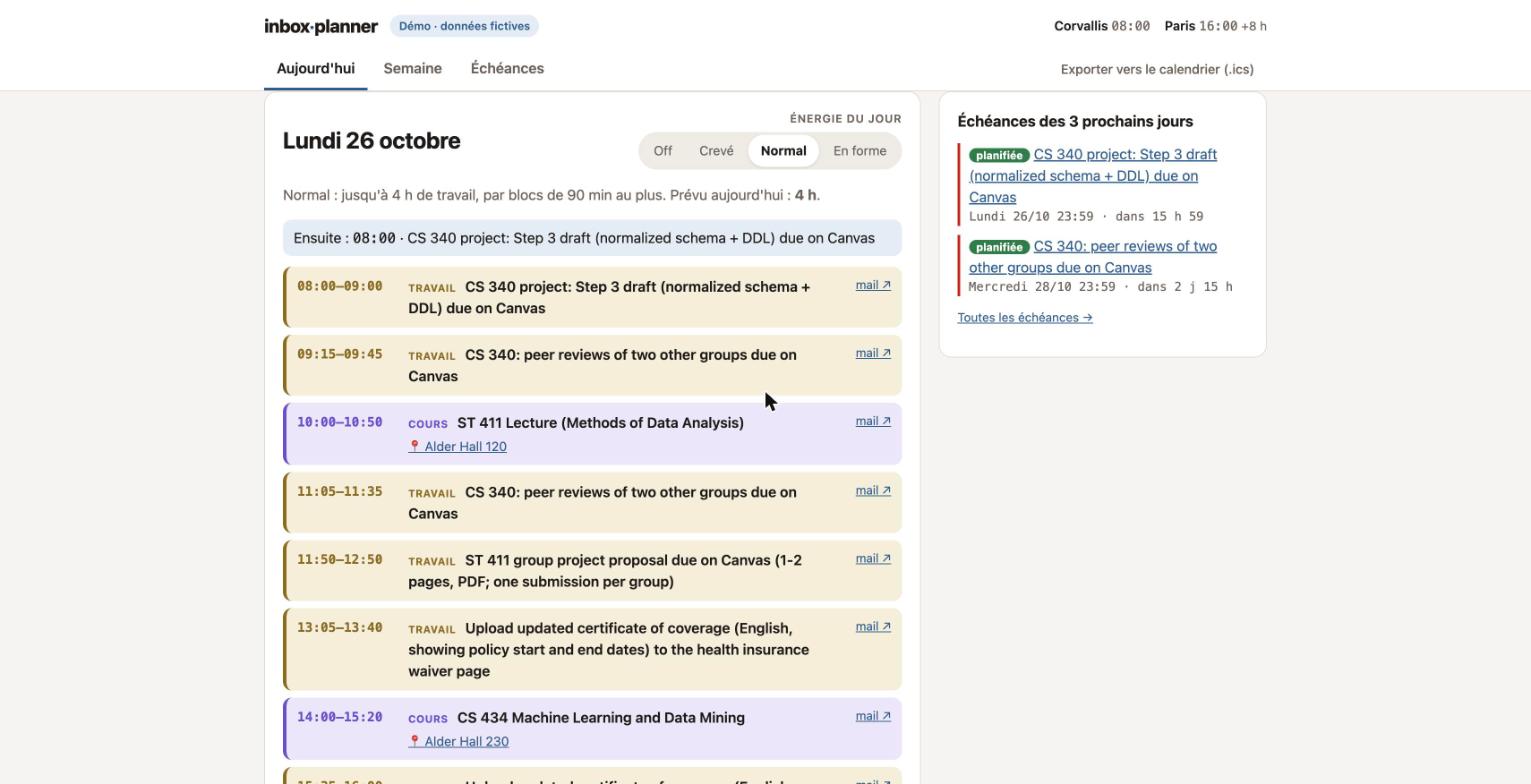 inbox·planner
Démo · données fictives
Corvallis 08:00 Paris 16:00 +8 h
Aujourd'hui
Semaine
Échéances
Exporter vers le calendrier (.ics)
Lundi 26 octobre
ÉNERGIE DU JOUR
Off
Crevé
Normal
En forme
Normal : jusqu'à 4 h de travail, par blocs de 90 min au plus. Prévu aujourd'hui : 4 h.
Ensuite : 08:00 · CS 340 project: Step 3 draft (normalized schema + DDL) due on Canvas
08:00–09:00 TRAVAIL CS 340 project: Step 3 draft (normalized schema + mail ↗
DDL) due on Canvas
09:15–09:45 TRAVAIL CS 340: peer reviews of two other groups due on mail ↗
Canvas
10:00–10:50 COURS ST 411 Lecture (Methods of Data Analysis) mail ↗
📍 Alder Hall 120
11:05–11:35 TRAVAIL CS 340: peer reviews of two other groups due on mail ↗
Canvas
11:50–12:50 TRAVAIL ST 411 group project proposal due on Canvas (1-2 mail ↗
pages, PDF; one submission per group)
13:05–13:40 TRAVAIL Upload updated certificate of coverage (English, mail ↗
showing policy start and end dates) to the health insurance
waiver page
14:00–15:20 COURS CS 434 Machine Learning and Data Mining mail ↗
📍 Alder Hall 230
Échéances des 3 prochains jours
planifiée CS 340 project: Step 3 draft
(normalized schema + DDL) due on
Canvas
Lundi 26/10 23:59 · dans 15 h 59
planifiée CS 340: peer reviews of two
other groups due on Canvas
Mercredi 28/10 23:59 · dans 2 j 15 h
Toutes les échéances →